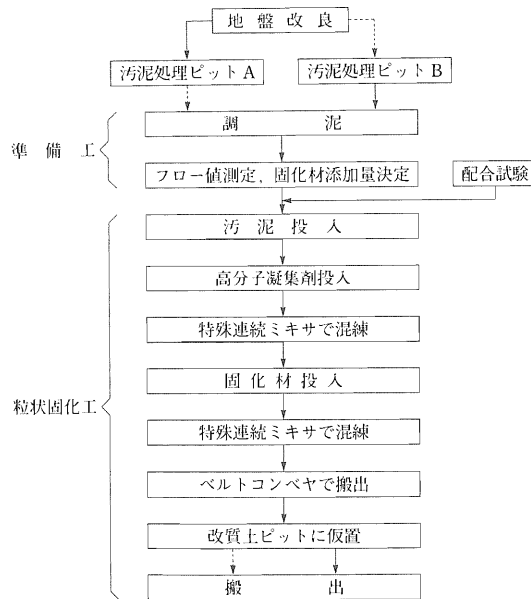 地盤改良
汚泥処理ピットA
汚泥処理ピットB
準備工
調泥
フロー値測定、固化材添加量決定
配合試験
汚泥投入
高分子凝集剤投入
特殊連続ミキサで混練
固化材投入
粒状固化工
特殊連続ミキサで混練
ベルトコンベヤで搬出
改質土ピットに仮置
搬出